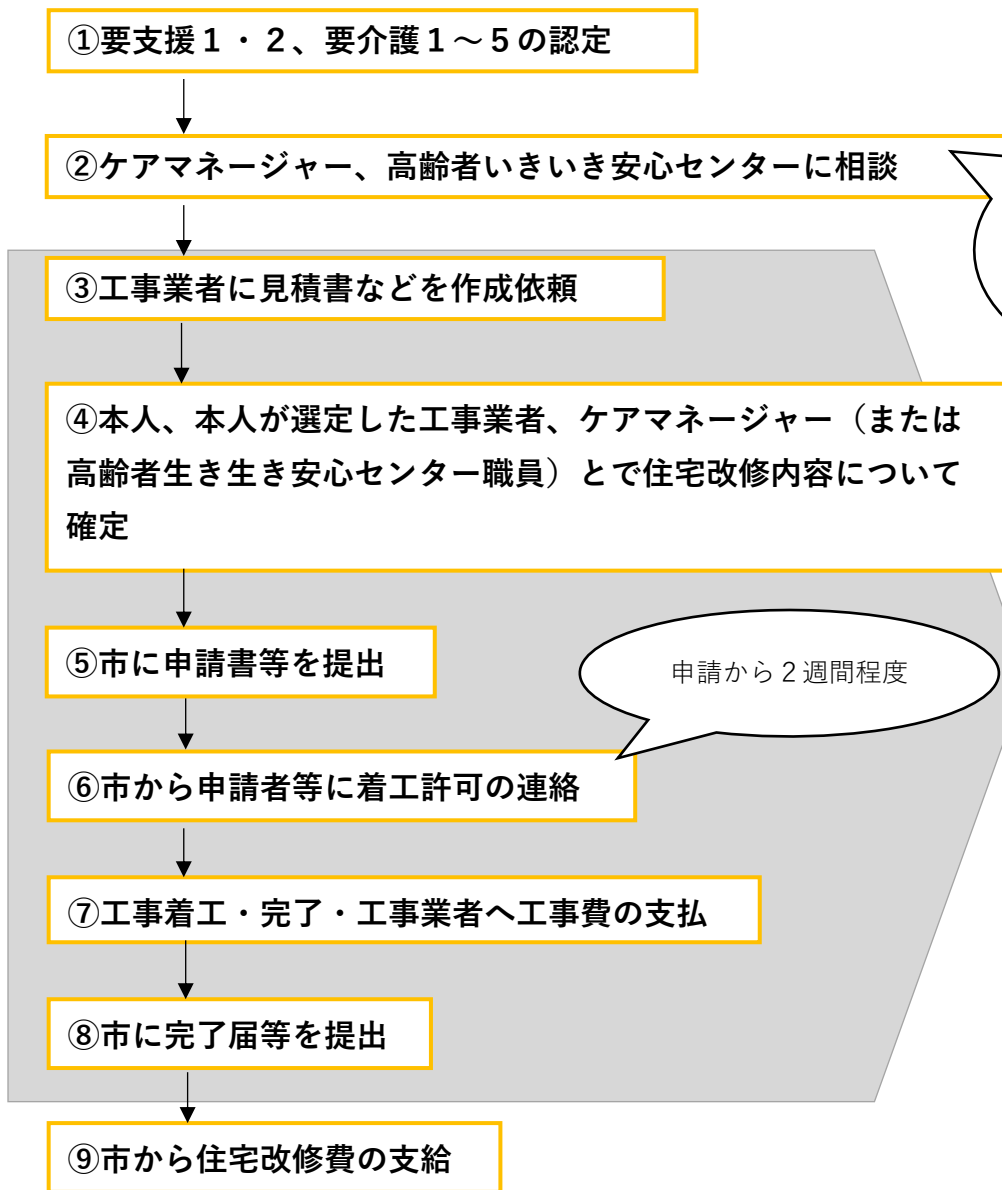 ①要支援１・２、要介護１～５の認定
②ケアマネージャー、高齢者いきいき安心センターに相談
③工事業者に見積書などを作成依頼
④本人、本人が選定した工事業者、ケアマネージャー（または
高齢者生き生き安心センター職員）とで住宅改修内容について
確定
⑤市に申請書等を提出
申請から２週間程度
⑥市から申請者等に着工許可の連絡
⑦工事着工・完了・工事業者へ工事費の支払
⑧市に完了届等を提出
⑨市から住宅改修費の支給